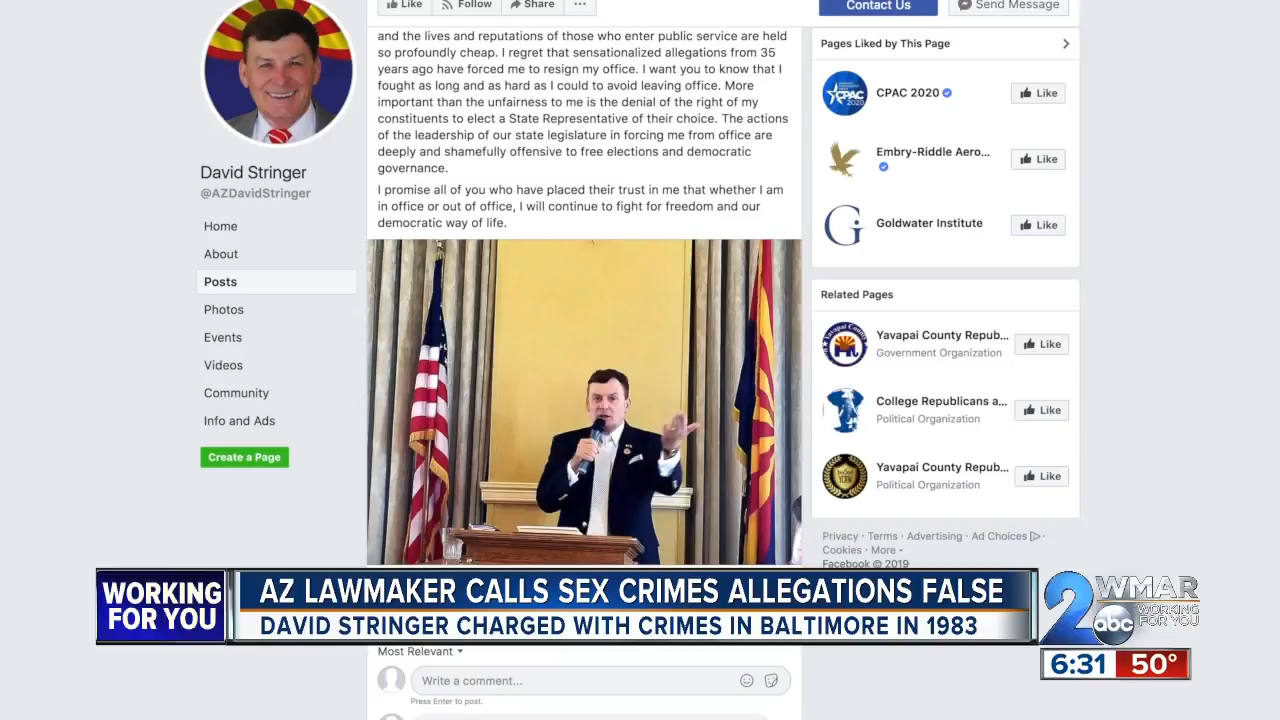 Like
Follow
Share
...
Contact Us
Send Message
David Stringer
@AZDavidStringer
Home
About
Posts
Photos
Events
Videos
Community
Info and Ads
Create a Page
and the lives and reputations of those who enter public service are held
so profoundly cheap. I regret that sensationalized allegations from 35
years ago have forced me to resign my office. I want you to know that I
fought as long and as hard as I could to avoid leaving office. More
important than the unfairness to me is the denial of the right of my
constituents to elect a State Representative of their choice. The actions
of the leadership of our state legislature in forcing me from office are
deeply and shamefully offensive to free elections and democratic
governance.
I promise all of you who have placed their trust in me that whether I am
in office or out of office, I will continue to fight for freedom and our
democratic way of life.
Pages Liked by This Page
CPAC
2020
CPAC 2020
Like
Embry-Riddle Aero...
Like
G
Goldwater Institute
Like
Related Pages
Yavapai County
Yavapai County Repub...
Government Organization
Like
College Republicans a...
Political Organization
Like
Yavapai County Repub...
Political Organization
Like
Privacy · Terms · Advertising · Ad Choices ·
Cookies · More
Facebook © 2019
WORKING
FOR YOU
AZ LAWMAKER CALLS SEX CRIMES ALLEGATIONS FALSE
DAVID STRINGER CHARGED WITH CRIMES IN BALTIMORE IN 1983
2 WMAR
abc
WORKING
FOR YOU
6:31 50°
Most Relevant
Write a comment...
Press Enter to post.